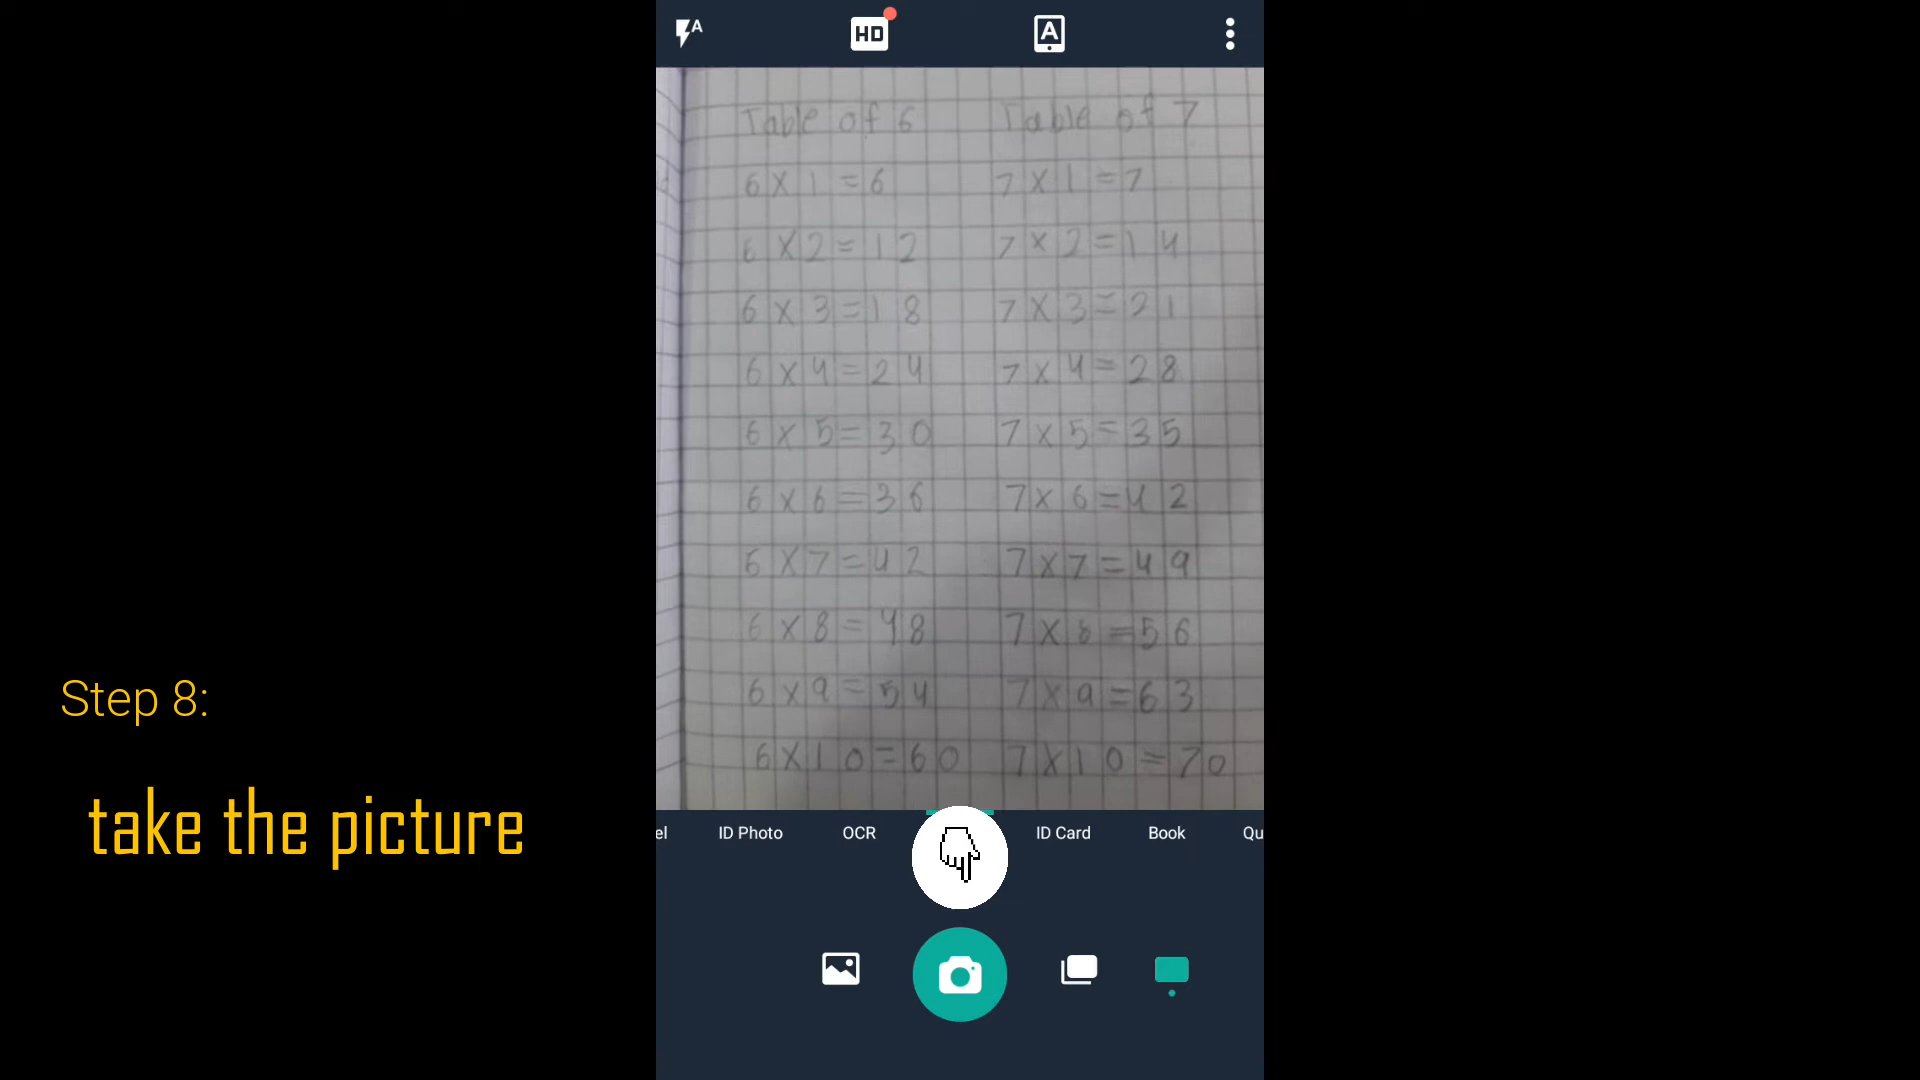 A
HD
A
Table of 6
6 X 1 = 6
6 X 2 = 12
6 X 3 = 18
6 X 4 = 24
6 X 5 = 30
6 X 6 = 36
6 X 7 = 42
6 X 8 = 48
6 X 9 = 54
6 X 10 = 60
Table of 7
7 X 1 = 7
7 X 2 = 14
7 X 3 = 21
7 X 4 = 28
7 X 5 = 35
7 X 6 = 42
7 X 7 = 49
7 X 8 = 56
7 X 9 = 63
7 X 10 = 70
Step 8:
take the picture
el ID Photo OCR ID Card Book Qu